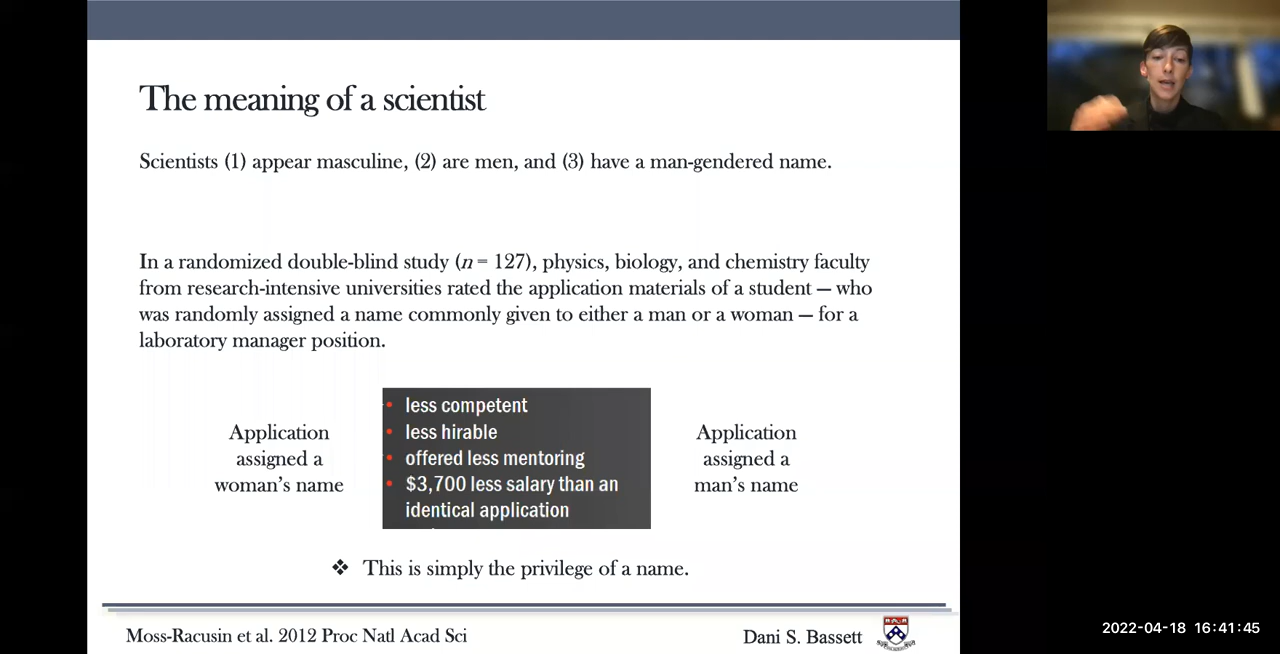 The meaning of a scientist
Scientists (1) appear masculine, (2) are men, and (3) have a man-gendered name.
In a randomized double-blind study (n = 127), physics, biology, and chemistry faculty
from research-intensive universities rated the application materials of a student — who
was randomly assigned a name commonly given to either a man or a woman — for a
laboratory manager position.
Application
assigned a
woman's name
• less competent
• less hirable
• offered less mentoring
• $3,700 less salary than an
identical application
Application
assigned a
man's name
❖ This is simply the privilege of a name.
Moss-Racusin et al. 2012 Proc Natl Acad Sci
Dani S. Bassett
2022-04-18 16:41:45